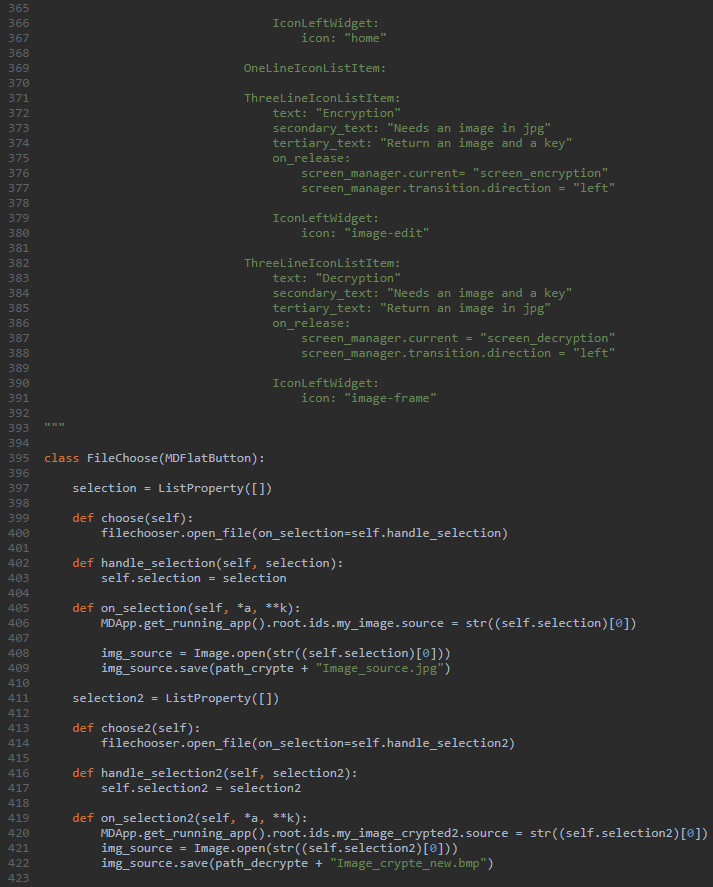 365
366 IconLeftWidget:
367 icon: "home"
368
369 OneLineIconListItem:
370
371 ThreeLineIconListItem:
372 text: "Encryption"
373 secondary_text: "Needs an image in jpg"
374 tertiary_text: "Return an image and a key"
375 on_release:
376 screen_manager.current= "screen_encryption"
377 screen_manager.transition.direction = "left"
378
379 IconLeftWidget:
380 icon: "image-edit"
381
382 ThreeLineIconListItem:
383 text: "Decryption"
384 secondary_text: "Needs an image and a key"
385 tertiary_text: "Return an image in jpg"
386 on_release:
387 screen_manager.current = "screen_decryption"
388 screen_manager.transition.direction = "left"
389
390 IconLeftWidget:
391 icon: "image-frame"
392
393 """
394
395 class FileChoose(MDFlatButton):
396
397 selection = ListProperty([])
398
399 def choose(self):
400 filechooser.open_file(on_selection=self.handle_selection)
401
402 def handle_selection(self, selection):
403 self.selection = selection
404
405 def on_selection(self, *a, **k):
406 MDApp.get_running_app().root.ids.my_image.source = str((self.selection)[0])
407
408 img_source = Image.open(str((self.selection)[0]))
409 img_source.save(path_crypte + "Image_source.jpg")
410
411 selection2 = ListProperty([])
412
413 def choose2(self):
414 filechooser.open_file(on_selection=self.handle_selection2)
415
416 def handle_selection2(self, selection2):
417 self.selection2 = selection2
418
419 def on_selection2(self, *a, **k):
420 MDApp.get_running_app().root.ids.my_image_crypted2.source = str((self.selection2)[0])
421 img_source = Image.open(str((self.selection2)[0]))
422 img_source.save(path_decrypte + "Image_crypte_new.bmp")
423